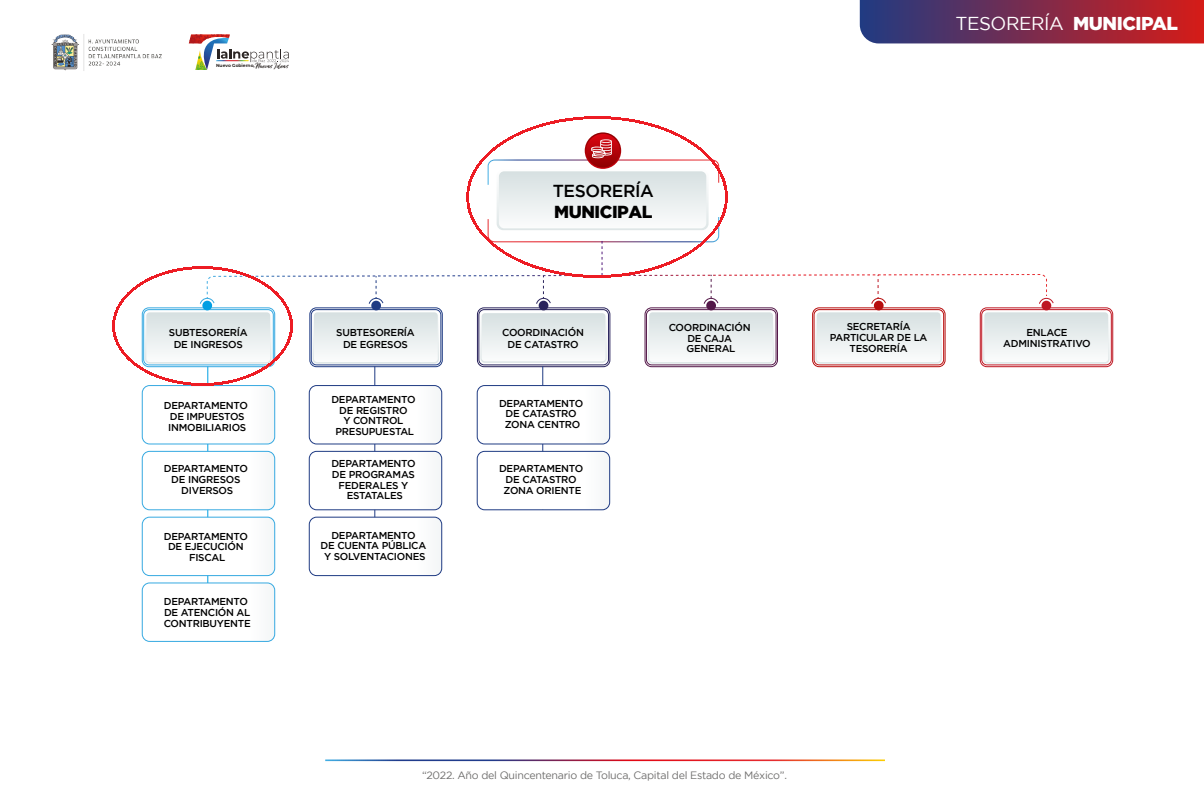 TESORERÍA MUNICIPAL
H. AYUNTAMIENTO
CONSTITUCIONAL
DE TLALNEPANTLA DE BAZ
2022- 2024
Tlalnepantla
Nuevo Gobierno, Nuevas Ideas
TESORERÍA
MUNICIPAL
SUBTESORERÍA
DE INGRESOS
SUBTESORERÍA
DE EGRESOS
COORDINACIÓN
DE CATASTRO
COORDINACIÓN
DE CAJA
GENERAL
SECRETARÍA
PARTICULAR DE LA
TESORERÍA
ENLACE
ADMINISTRATIVO
DEPARTAMENTO
DE IMPUESTOS
INMOBILIARIOS
DEPARTAMENTO
DE INGRESOS
DIVERSOS
DEPARTAMENTO
DE EJECUCIÓN
FISCAL
DEPARTAMENTO
DE ATENCIÓN AL
CONTRIBUYENTE
DEPARTAMENTO
DE REGISTRO
Y CONTROL
PRESUPUESTAL
DEPARTAMENTO
DE PROGRAMAS
FEDERALES Y
ESTATALES
DEPARTAMENTO
DE CUENTA PÚBLICA
Y SOLVENTACIONES
DEPARTAMENTO
DE CATASTRO
ZONA CENTRO
DEPARTAMENTO
DE CATASTRO
ZONA ORIENTE
“2022. Año del Quincentenario de Toluca, Capital del Estado de México”.